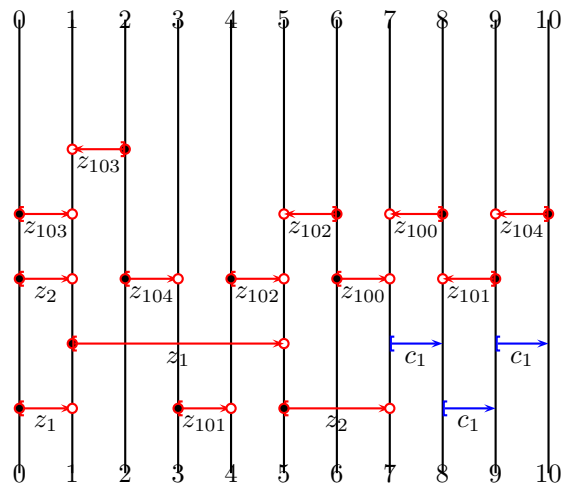 0 1 2 3 4 5 6 7 8 9 10
z₁₀₃
z₁₀₃ z₁₀₂ z₁₀₀ z₁₀₄
z₂ z₁₀₄ z₁₀₂ z₁₀₀ z₁₀₁
z₁ c₁ c₁
z₁ z₁₀₁ z₂ c₁
0 1 2 3 4 5 6 7 8 9 10